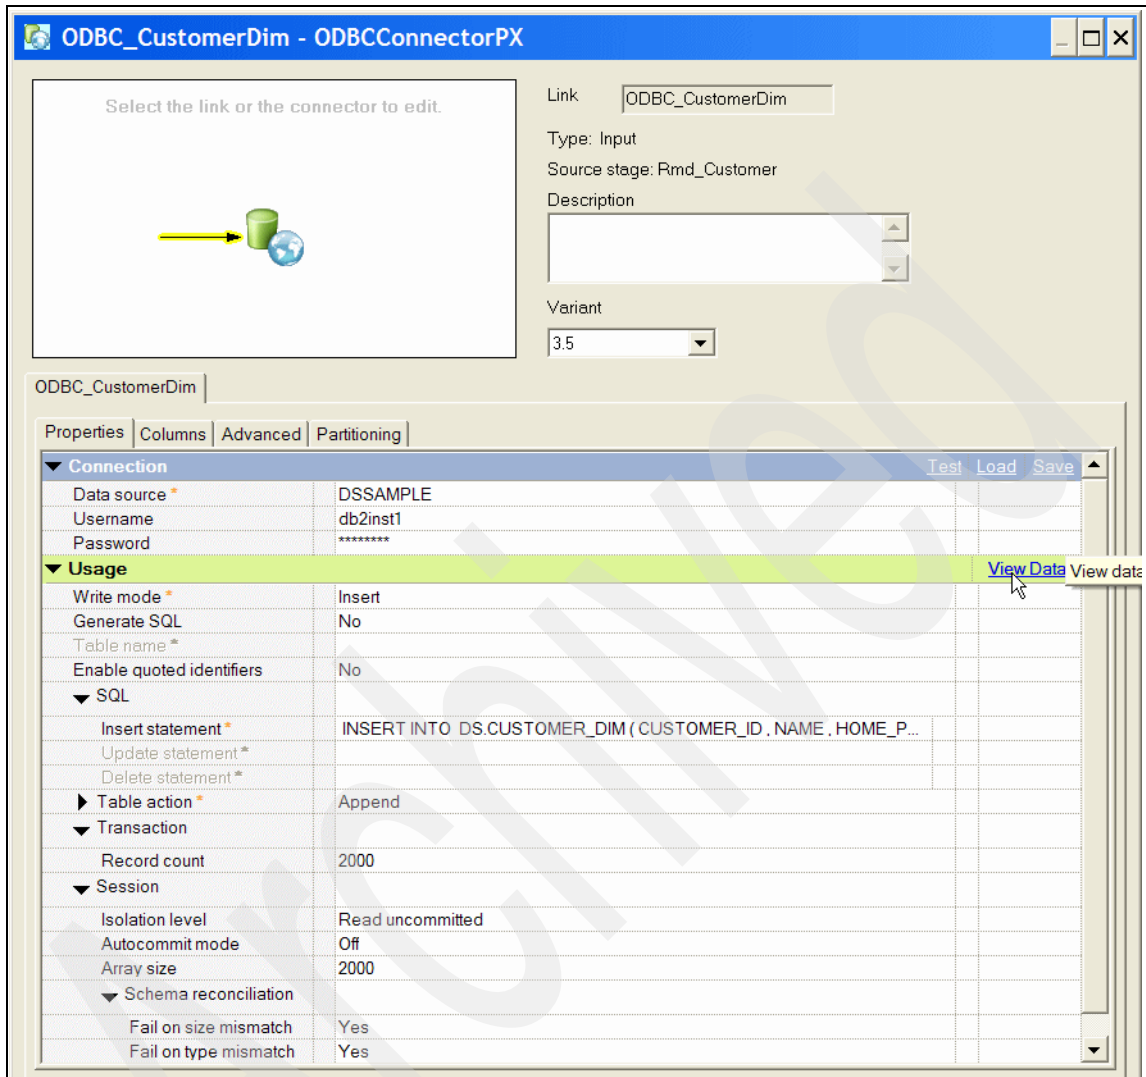 ODBC_CustomerDim - ODBCConnectorPX
Select the link or the connector to edit.
Link ODBC_CustomerDim
Type: Input
Source stage: Rmd_Customer
Description
Variant
3.5
ODBC_CustomerDim
Properties Columns Advanced Partitioning
Connection Test Load Save
Data source * DSSAMPLE
Username db2inst1
Password ********
Usage View Data View data
Write mode * Insert
Generate SQL No
Table name *
Enable quoted identifiers No
SQL
Insert statement * INSERT INTO DS.CUSTOMER_DIM ( CUSTOMER_ID , NAME , HOME_P...
Update statement *
Delete statement *
Table action * Append
Transaction
Record count 2000
Session
Isolation level Read uncommitted
Autocommit mode Off
Array size 2000
Schema reconciliation
Fail on size mismatch Yes
Fail on type mismatch Yes
Archived